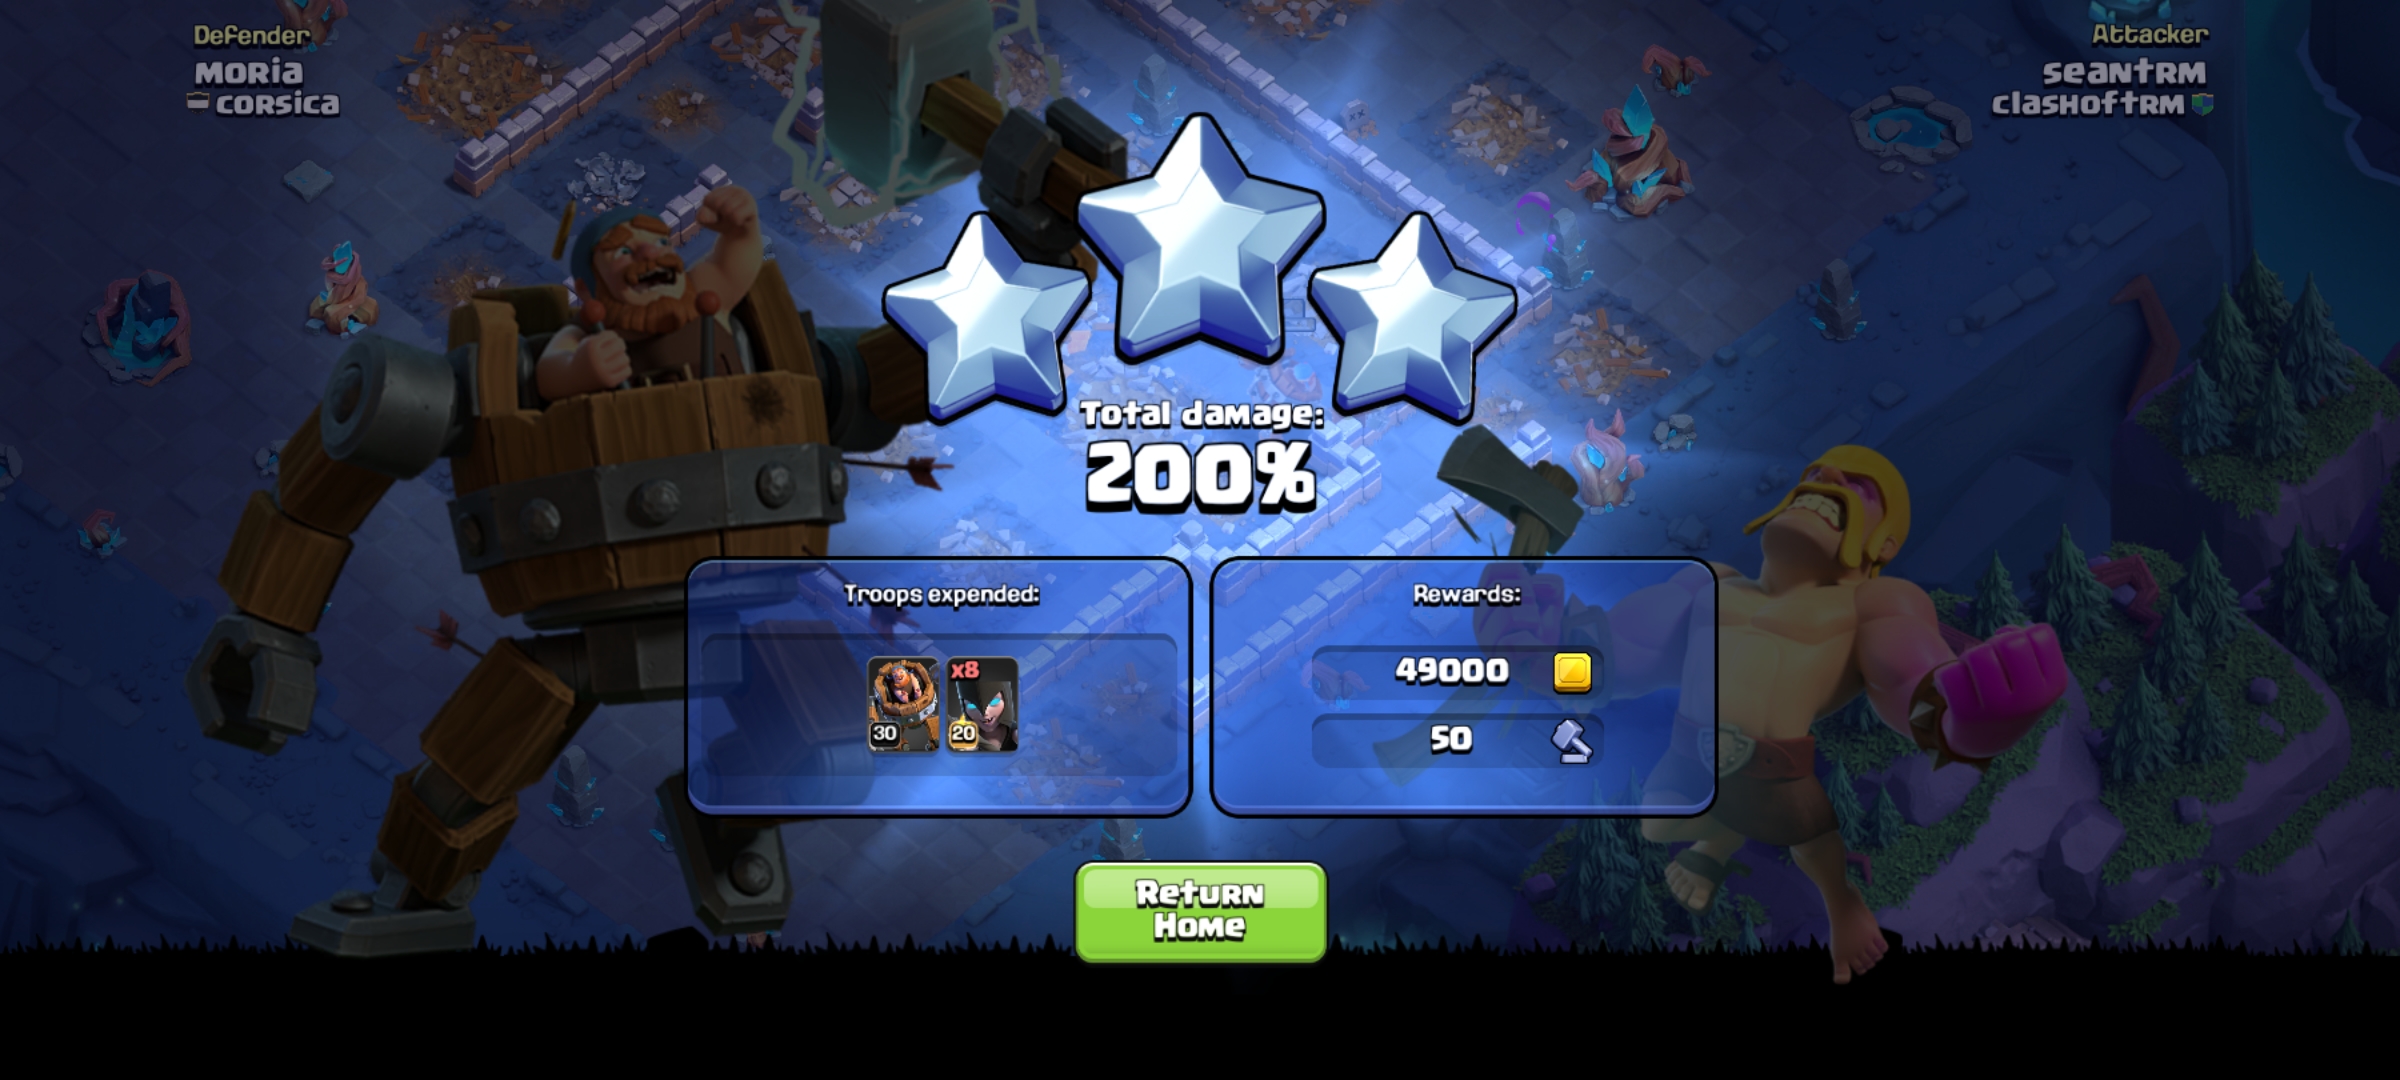 Defender
MORia
CORSICA
Attacker
seantRM
clashoftRM
Total damage:
200%
Troops expended:
30
x8
20
Rewards:
49000
50
Return
Home